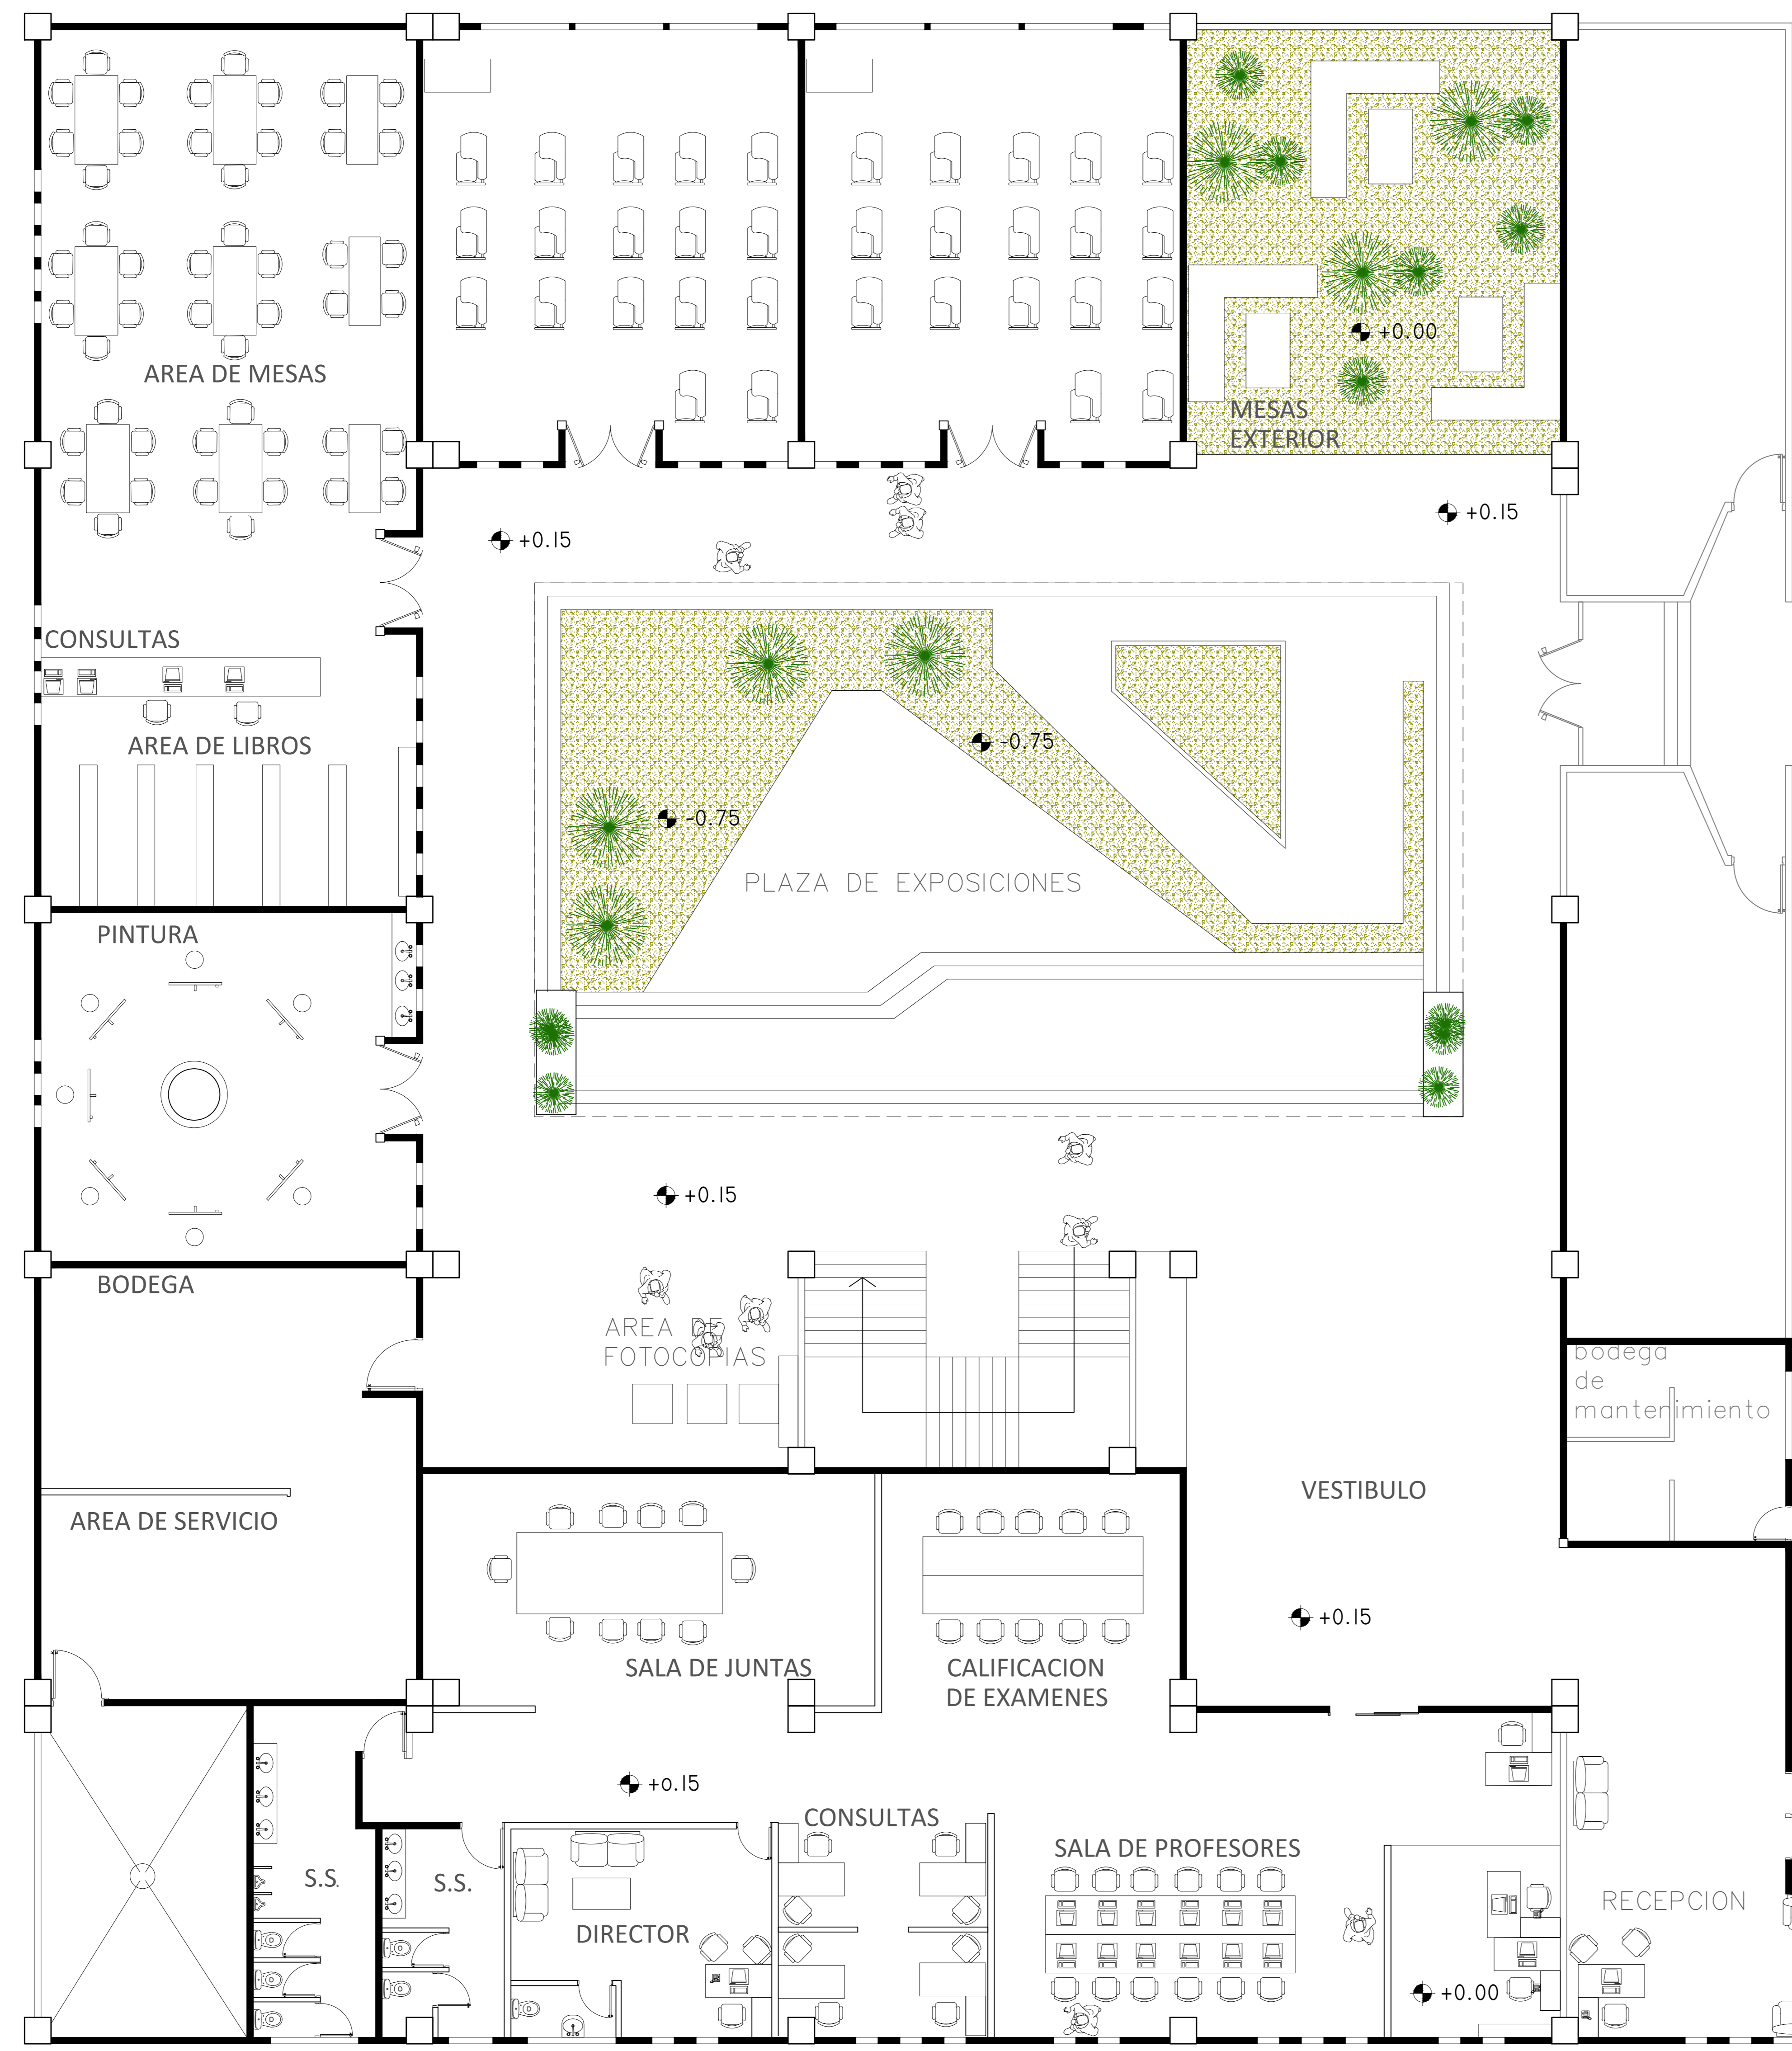 AREA DE MESAS
+0.00
MESAS
EXTERIOR
+0.15
+0.15
CONSULTAS
AREA DE LIBROS
-0.75
-0.75
PLAZA DE EXPOSICIONES
PINTURA
+0.15
BODEGA
AREA DE
FOTOCOPIAS
bodega
de
mantenimiento
VESTIBULO
AREA DE SERVICIO
+0.15
SALA DE JUNTAS
CALIFICACION
DE EXAMENES
+0.15
CONSULTAS
SALA DE PROFESORES
S.S.
S.S.
RECEPCION
DIRECTOR
+0.00